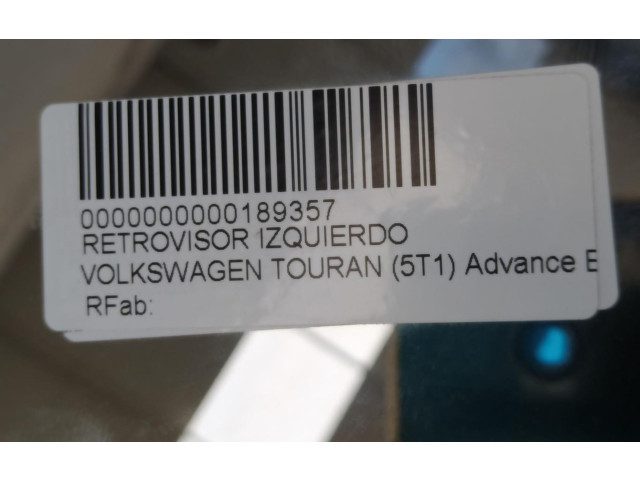 0000000000189357
RETROVISOR IZQUIERDO
VOLKSWAGEN TOURAN (5T1) Advance
RFab: